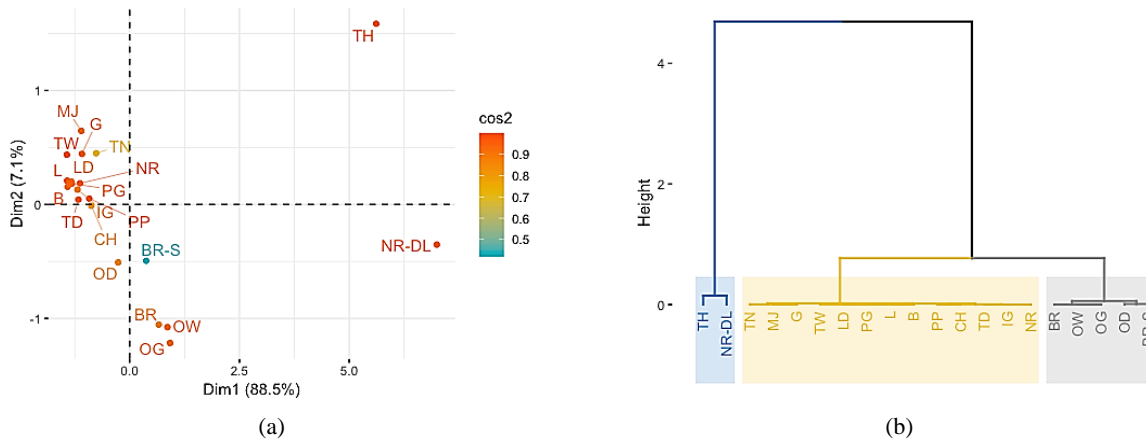 TH
1
MJ
G
TW
TN
LD
NR
L
PG
B
0
TD
IG
PP
CH
BR-S
NR-DL
OD
BR
OW
-1
OG
0.0
2.5
5.0
Dim1 (88.5%)
Dim2 (7.1%)
cos2
0.9
0.8
0.7
0.6
0.5
(a)
4
2
0
Height
TH
NR-DL
TN
MJ
G
TW
LD
PG
L
B
PP
CH
TD
IG
NR
BR
OW
OG
OD
BR-S
(b)